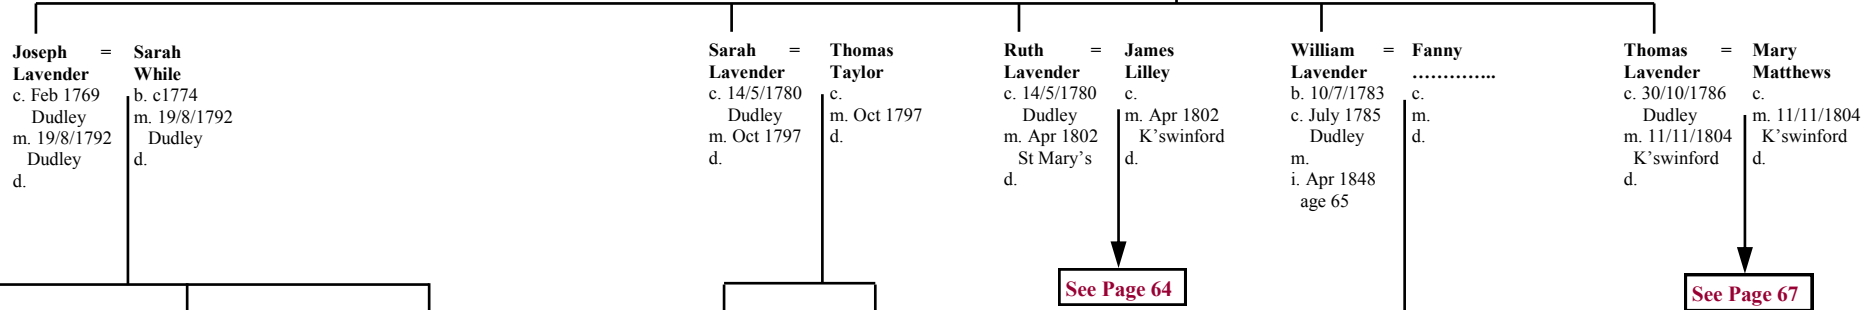 Joseph = Sarah
Lavender While
c. Feb 1769 b. c1774
Dudley m. 19/8/1792
m. 19/8/1792 Dudley
Dudley d.
d.
Sarah = Thomas
Lavender Taylor
c. 14/5/1780 c.
Dudley m. Oct 1797
m. Oct 1797 d.
d.
Ruth = James
Lavender Lilley
c. 14/5/1780 c.
Dudley m. Apr 1802
m. Apr 1802 K’swinford
St Mary’s d.
d.
See Page 64
William = Fanny
Lavender …………..
b. 10/7/1783 c.
c. July 1785 m.
Dudley d.
m.
i. Apr 1848
age 65
Thomas = Mary
Lavender Matthews
c. 30/10/1786 c.
Dudley m. 11/11/1804
m. 11/11/1804 K’swinford
K’swinford d.
d.
See Page 67